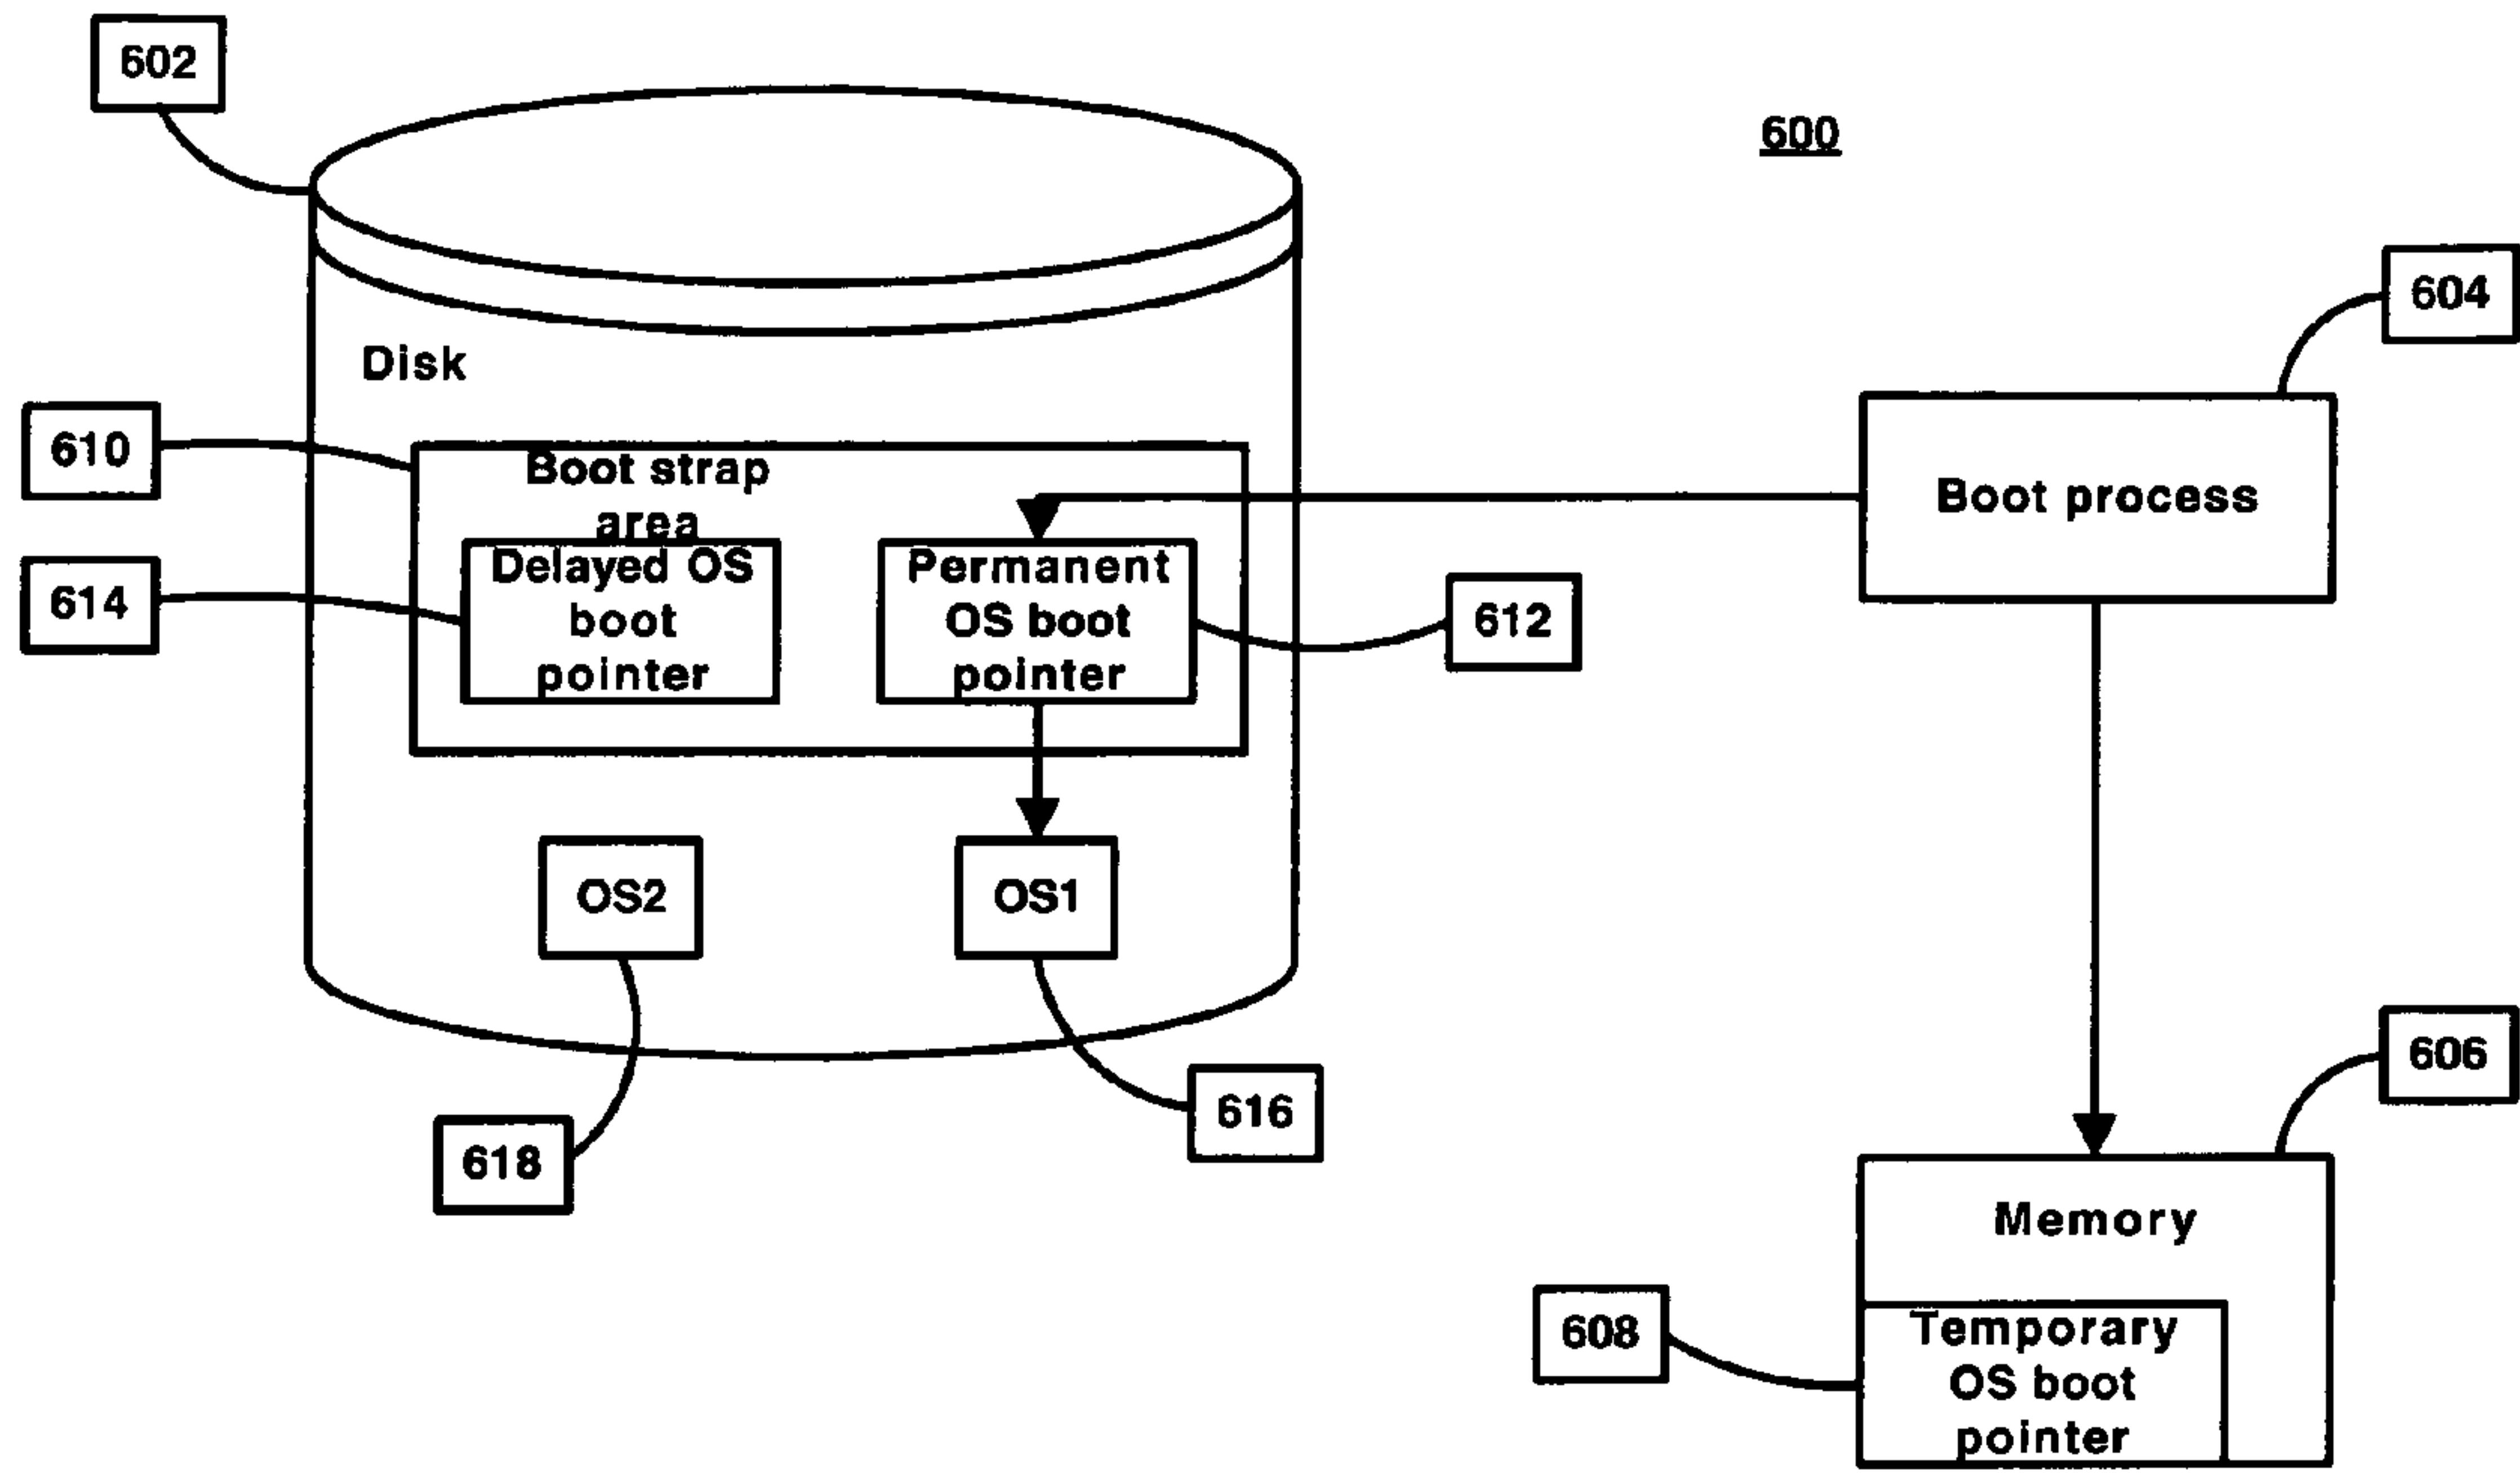 602
600
604
Disk
610
Boot strap
area
Boot process
614
Delayed OS
boot
pointer
Permanent
OS boot
pointer
612
OS2
OS1
606
616
618
Memory
608
Temporary
OS boot
pointer